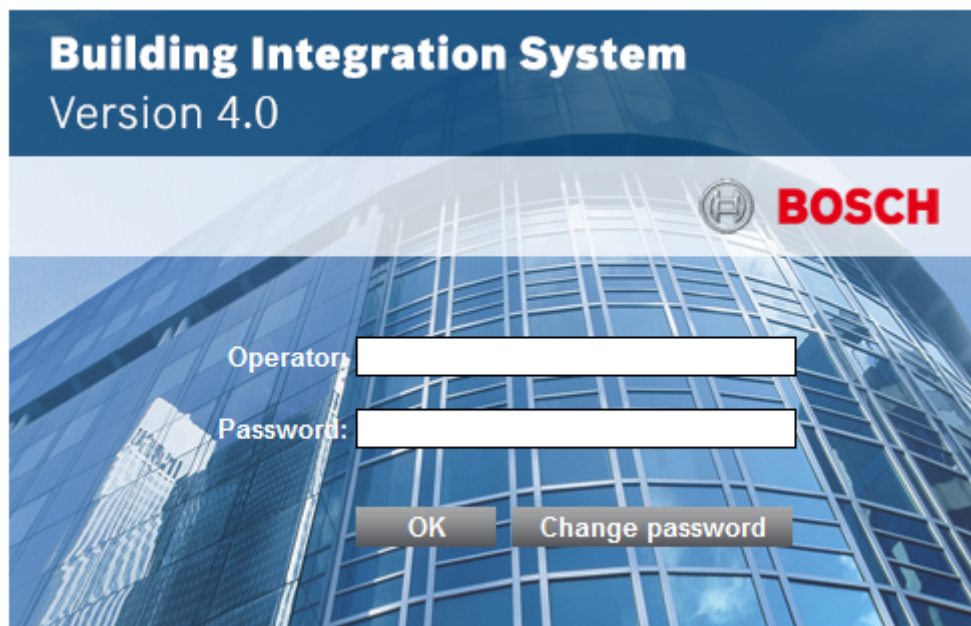 Building Integration System
Version 4.0
BOSCH
Operator:
Password:
OK
Change password